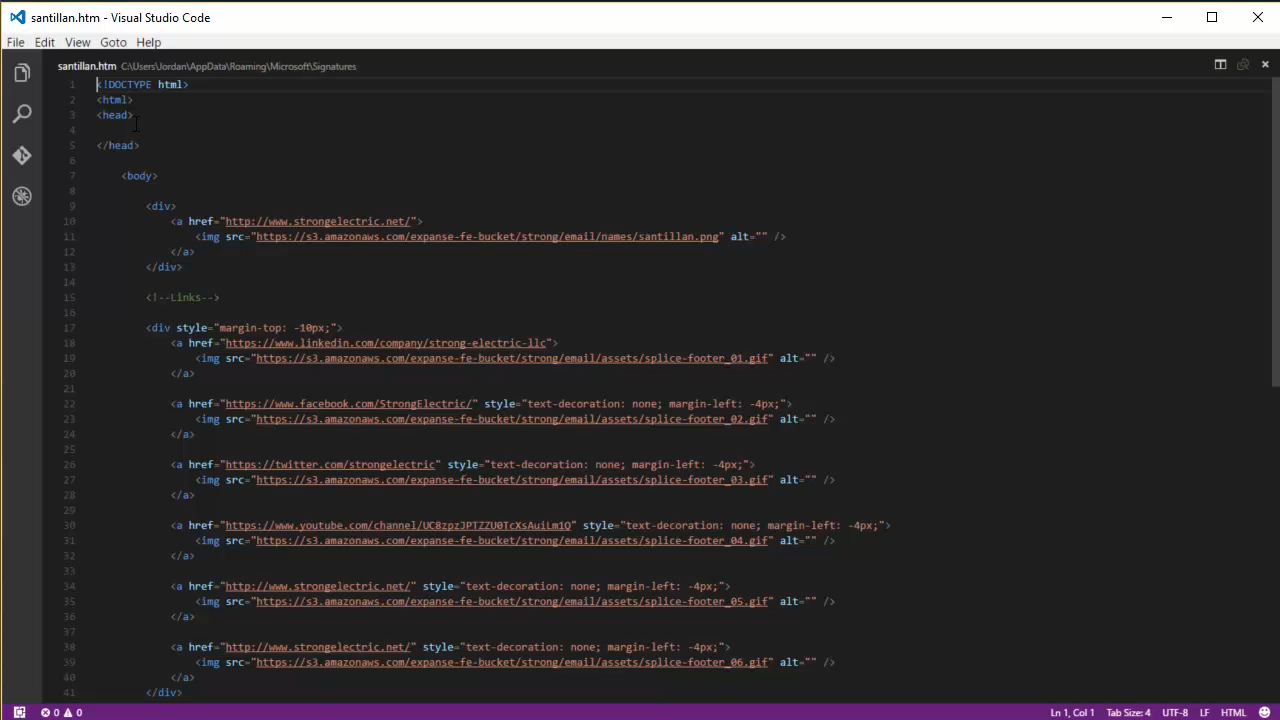 santillan.htm - Visual Studio Code
File Edit View Goto Help
santillan.htm C:\Users\Jordan\AppData\Roaming\Microsoft\Signatures
1 <!DOCTYPE html>
2 <html>
3 <head>
4
5 </head>
6
7 <body>
8
9 <div>
10 <a href="http://www.strongelectric.net/">
11 <img src="https://s3.amazonaws.com/expanse-fe-bucket/strong/email/names/santillan.png" alt="" />
12 </a>
13 </div>
14
15 <!--Links-->
16
17 <div style="margin-top: -10px;">
18 <a href="https://www.linkedin.com/company/strong-electric-llc">
19 <img src="https://s3.amazonaws.com/expanse-fe-bucket/strong/email/assets/splice-footer_01.gif" alt="" />
20 </a>
21
22 <a href="https://www.facebook.com/StrongElectric/" style="text-decoration: none; margin-left: -4px;">
23 <img src="https://s3.amazonaws.com/expanse-fe-bucket/strong/email/assets/splice-footer_02.gif" alt="" />
24 </a>
25
26 <a href="https://twitter.com/strongelectric" style="text-decoration: none; margin-left: -4px;">
27 <img src="https://s3.amazonaws.com/expanse-fe-bucket/strong/email/assets/splice-footer_03.gif" alt="" />
28 </a>
29
30 <a href="https://www.youtube.com/channel/UC8zpzJPTZZU0TcXsAuiLm1Q" style="text-decoration: none; margin-left: -4px;">
31 <img src="https://s3.amazonaws.com/expanse-fe-bucket/strong/email/assets/splice-footer_04.gif" alt="" />
32 </a>
33
34 <a href="http://www.strongelectric.net/" style="text-decoration: none; margin-left: -4px;">
35 <img src="https://s3.amazonaws.com/expanse-fe-bucket/strong/email/assets/splice-footer_05.gif" alt="" />
36 </a>
37
38 <a href="http://www.strongelectric.net/" style="text-decoration: none; margin-left: -4px;">
39 <img src="https://s3.amazonaws.com/expanse-fe-bucket/strong/email/assets/splice-footer_06.gif" alt="" />
40 </a>
41 </div>
0 0 Ln 1, Col 1 Tab Size: 4 UTF-8 LF HTML